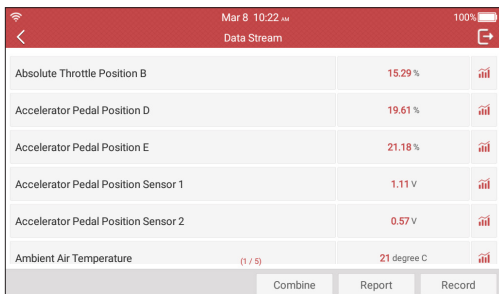 Mar 8 10:22 AM 100%
Data Stream
Absolute Throttle Position B 15.29 %
Accelerator Pedal Position D 19.61 %
Accelerator Pedal Position E 21.18 %
Accelerator Pedal Position Sensor 1 1.11 V
Accelerator Pedal Position Sensor 2 0.57 V
Ambient Air Temperature (1 / 5) 21 degree C
Combine Report Record